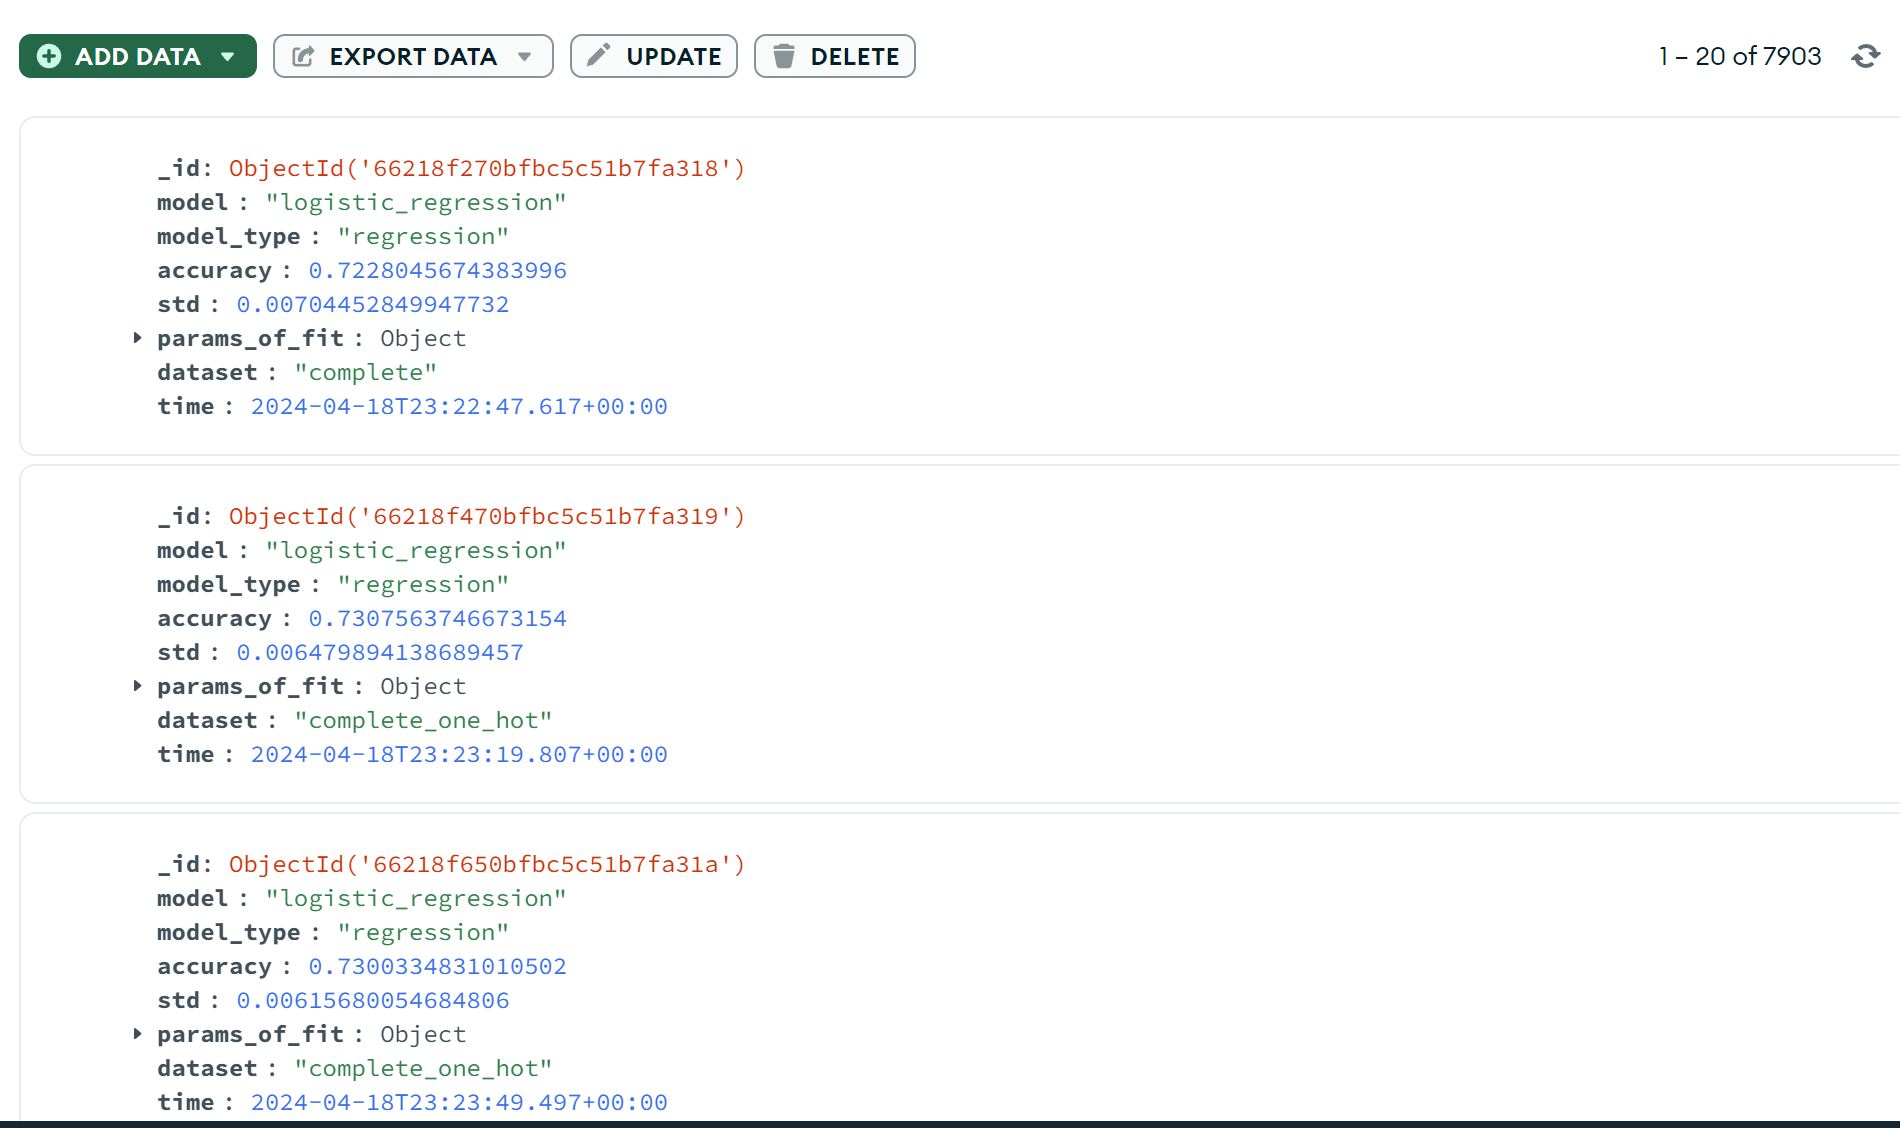 ADD DATA EXPORT DATA UPDATE DELETE 1 – 20 of 7903
_id: ObjectId('66218f270bfbc5c51b7fa318')
model : "logistic_regression"
model_type : "regression"
accuracy : 0.7228045674383996
std : 0.00704452849947732
params_of_fit : Object
dataset : "complete"
time : 2024-04-18T23:22:47.617+00:00
_id: ObjectId('66218f470bfbc5c51b7fa319')
model : "logistic_regression"
model_type : "regression"
accuracy : 0.7307563746673154
std : 0.006479894138689457
params_of_fit : Object
dataset : "complete_one_hot"
time : 2024-04-18T23:23:19.807+00:00
_id: ObjectId('66218f650bfbc5c51b7fa31a')
model : "logistic_regression"
model_type : "regression"
accuracy : 0.7300334831010502
std : 0.00615680054684806
params_of_fit : Object
dataset : "complete_one_hot"
time : 2024-04-18T23:23:49.497+00:00